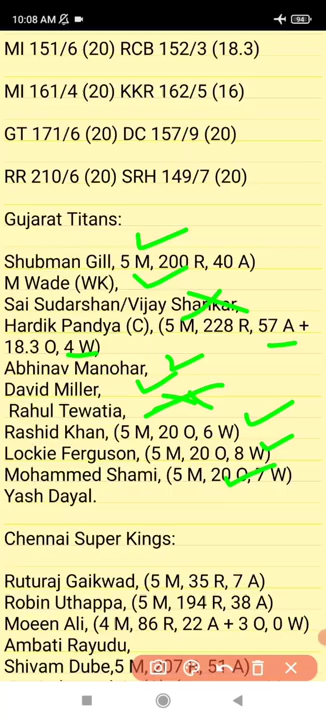 10:08 AM
94
MI 151/6 (20) RCB 152/3 (18.3)
MI 161/4 (20) KKR 162/5 (16)
GT 171/6 (20) DC 157/9 (20)
RR 210/6 (20) SRH 149/7 (20)
Gujarat Titans:
Shubman Gill, 5 M, 200 R, 40 A)
M Wade (WK),
Sai Sudarshan/Vijay Shankar,
Hardik Pandya (C), (5 M, 228 R, 57 A +
18.3 O, 4 W)
Abhinav Manohar,
David Miller,
Rahul Tewatia,
Rashid Khan, (5 M, 20 O, 6 W)
Lockie Ferguson, (5 M, 20 O, 8 W)
Mohammed Shami, (5 M, 20 O, 7 W)
Yash Dayal.
Chennai Super Kings:
Ruturaj Gaikwad, (5 M, 35 R, 7 A)
Robin Uthappa, (5 M, 194 R, 38 A)
Moeen Ali, (4 M, 86 R, 22 A + 3 O, 0 W)
Ambati Rayudu,
Shivam Dube,5 M, 207 R, 51 A)